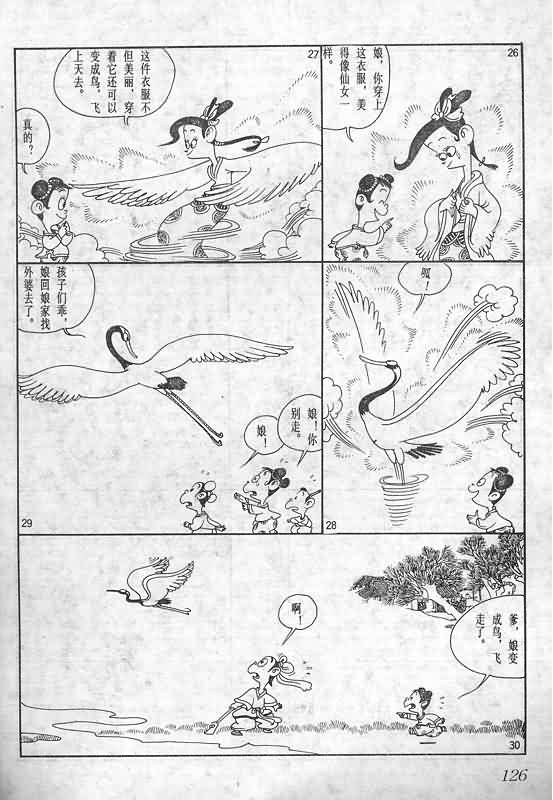 26
娘，你穿上
这衣服，美
得像仙女一
样。
27
这件衣服不
但美丽，穿
着它还可以
变成鸟，飞
上天去。
真的？
28
呱！
29
孩子们乖，
娘回娘家找
外婆去了。
娘！你
别走。
娘！
30
爹，娘变
成鸟，飞
走了。
啊！
126